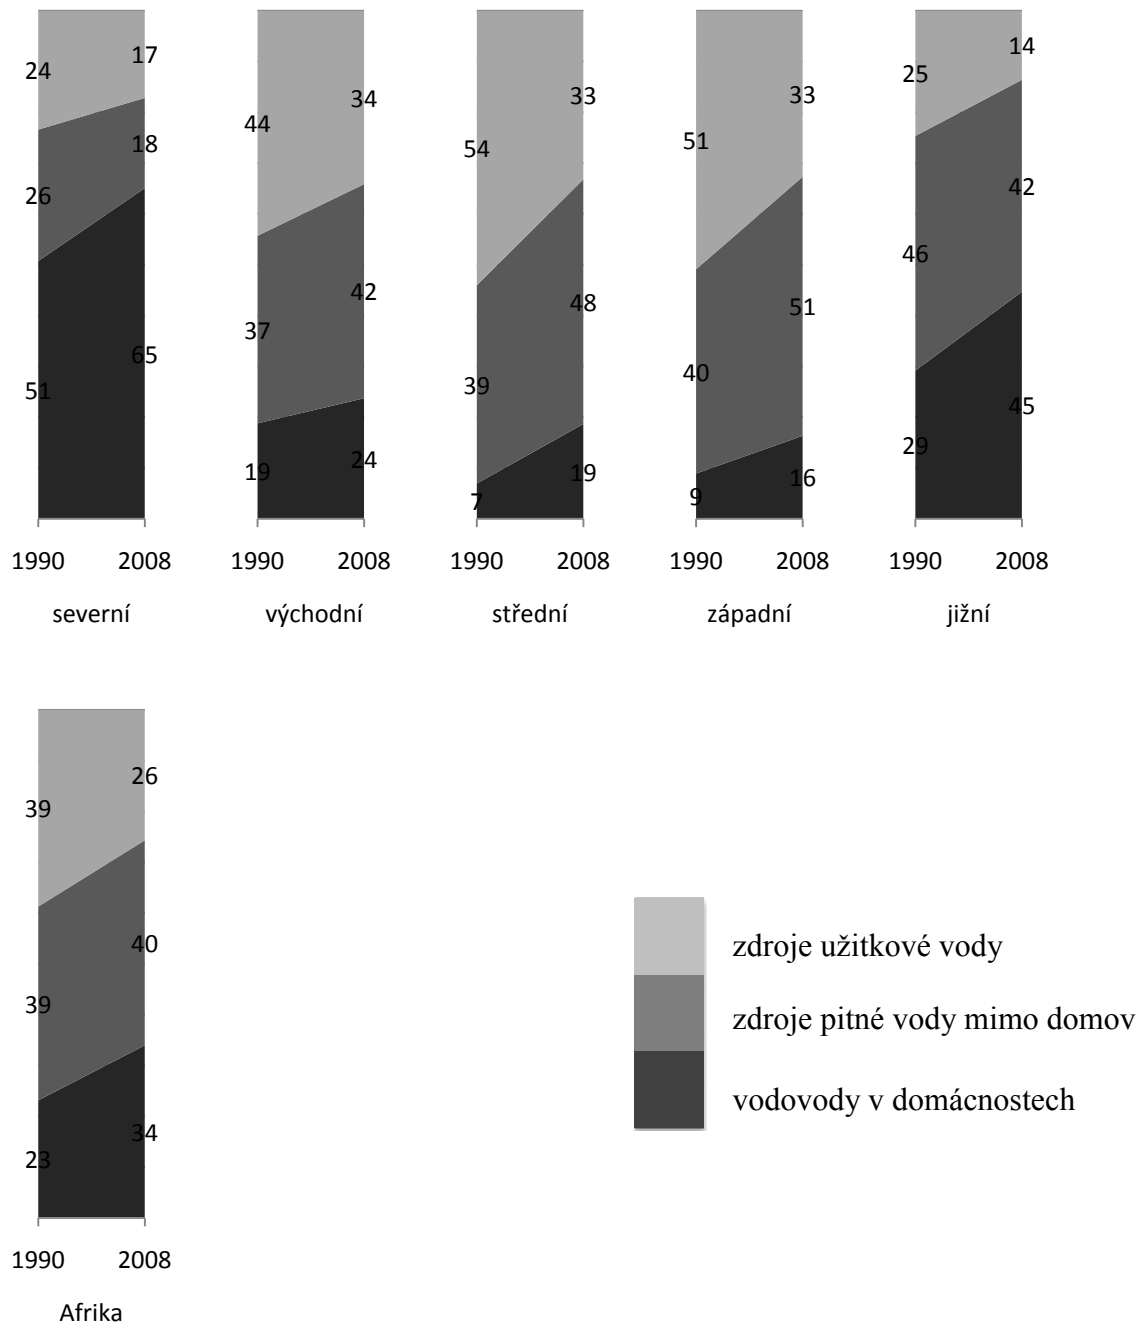 24 17
26 18
51 65
1990 2008
severní
44 34
37 42
19 24
1990 2008
východní
54 33
39 48
7 19
1990 2008
střední
51 33
40 51
9 16
1990 2008
západní
25 14
46 42
29 45
1990 2008
jižní
39 26
39 40
23 34
1990 2008
Afrika
zdroje užitkové vody
zdroje pitné vody mimo domov
vodovody v domácnostech